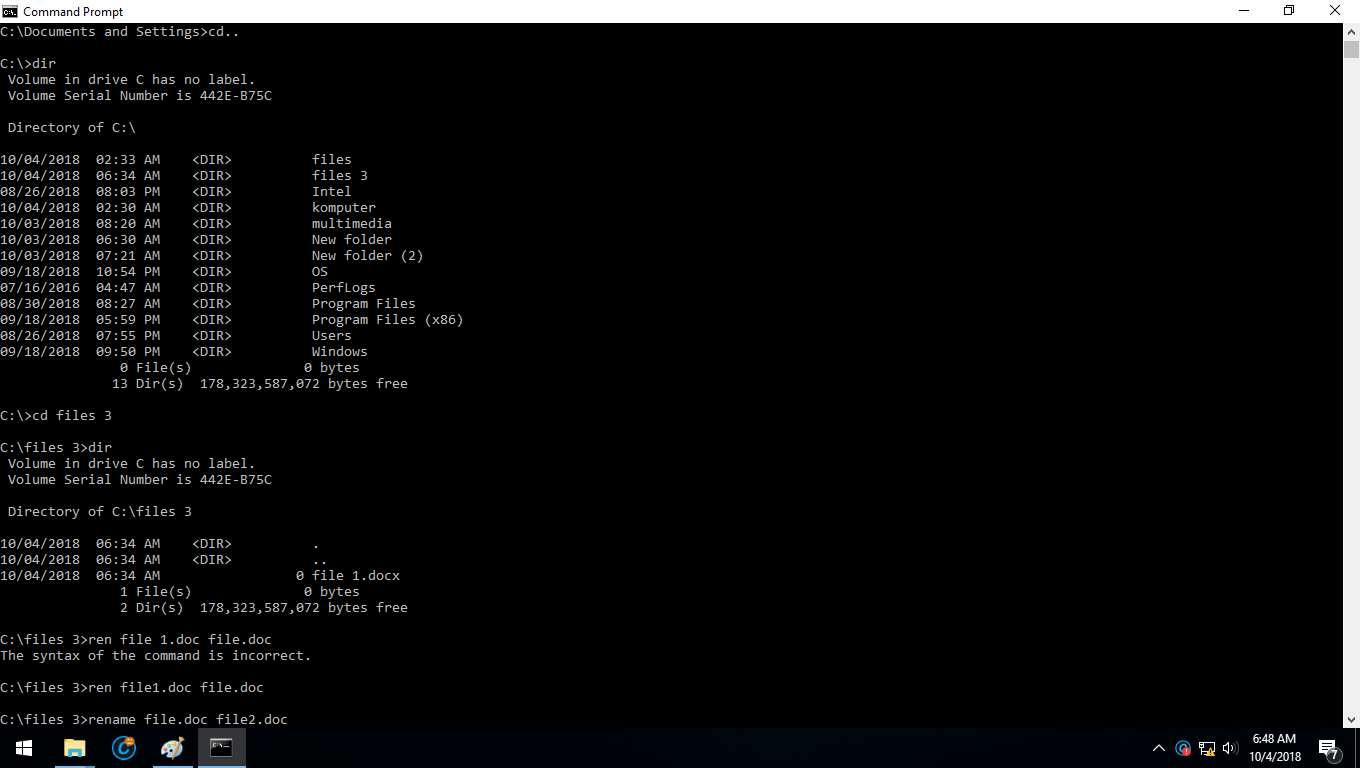 Command Prompt
C:\Documents and Settings>cd..
C:\>dir
 Volume in drive C has no label.
 Volume Serial Number is 442E-B75C
 Directory of C:\
10/04/2018  02:33 AM    <DIR>          files
10/04/2018  06:34 AM    <DIR>          files 3
08/26/2018  08:03 PM    <DIR>          Intel
10/04/2018  02:30 AM    <DIR>          komputer
10/03/2018  08:20 AM    <DIR>          multimedia
10/03/2018  06:30 AM    <DIR>          New folder
10/03/2018  07:21 AM    <DIR>          New folder (2)
09/18/2018  10:54 PM    <DIR>          OS
07/16/2016  04:47 AM    <DIR>          PerfLogs
08/30/2018  08:27 AM    <DIR>          Program Files
09/18/2018  05:59 PM    <DIR>          Program Files (x86)
08/26/2018  07:55 PM    <DIR>          Users
09/18/2018  09:50 PM    <DIR>          Windows
               0 File(s)              0 bytes
              13 Dir(s)  178,323,587,072 bytes free
C:\>cd files 3
C:\files 3>dir
 Volume in drive C has no label.
 Volume Serial Number is 442E-B75C
 Directory of C:\files 3
10/04/2018  06:34 AM    <DIR>          .
10/04/2018  06:34 AM    <DIR>          ..
10/04/2018  06:34 AM                 0 file 1.docx
               1 File(s)              0 bytes
               2 Dir(s)  178,323,587,072 bytes free
C:\files 3>ren file 1.doc file.doc
The syntax of the command is incorrect.
C:\files 3>ren file1.doc file.doc
C:\files 3>rename file.doc file2.doc
6:48 AM
10/4/2018
7